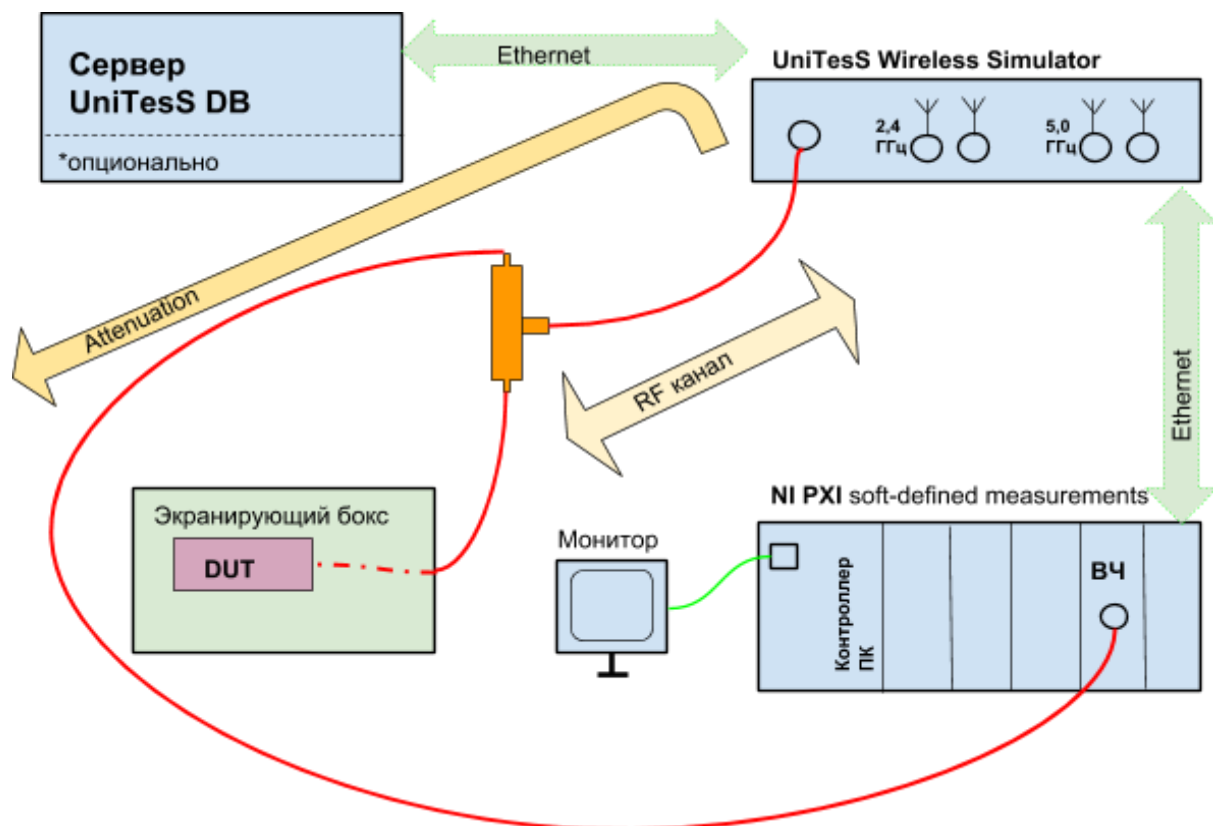 Сервер
UniTesS DB
*опционально
Ethernet
UniTesS Wireless Simulator
2,4
ГГц
5,0
ГГц
Attenuation
RF канал
Ethernet
Экранирующий бокс
DUT
Монитор
NI PXI soft-defined measurements
Контроллер
ПК
ВЧ